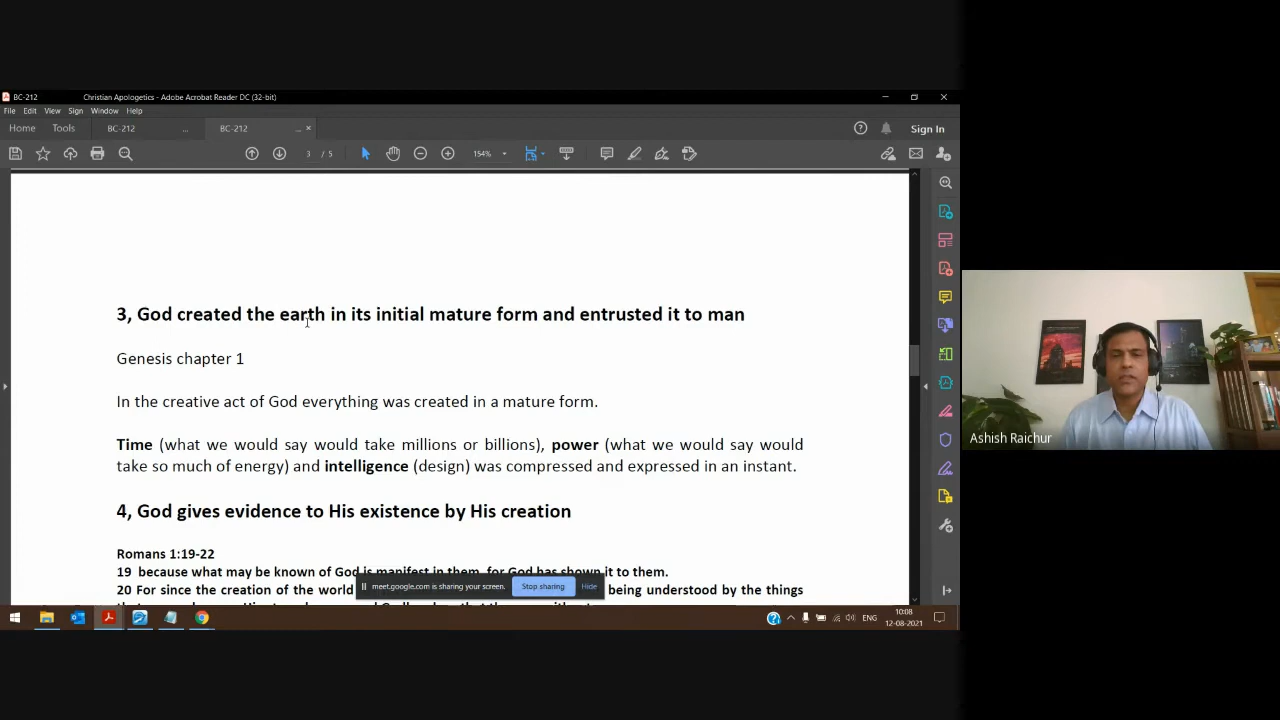 BC-212 Christian Apologetics - Adobe Acrobat Reader DC (32-bit)
File Edit View Sign Window Help
Home Tools BC-212 ... BC-212 ... × Sign In
3 / 5 154%
3, God created the earth in its initial mature form and entrusted it to man
Genesis chapter 1
In the creative act of God everything was created in a mature form.
Time (what we would say would take millions or billions), power (what we would say would
take so much of energy) and intelligence (design) was compressed and expressed in an instant.
4, God gives evidence to His existence by His creation
Romans 1:19-22
19 because what may be known of God is manifest in them, for God has shown it to them.
20 For since the creation of the world being understood by the things
meet.google.com is sharing your screen. Stop sharing Hide
ENG 10:08
12-08-2021
Ashish Raichur